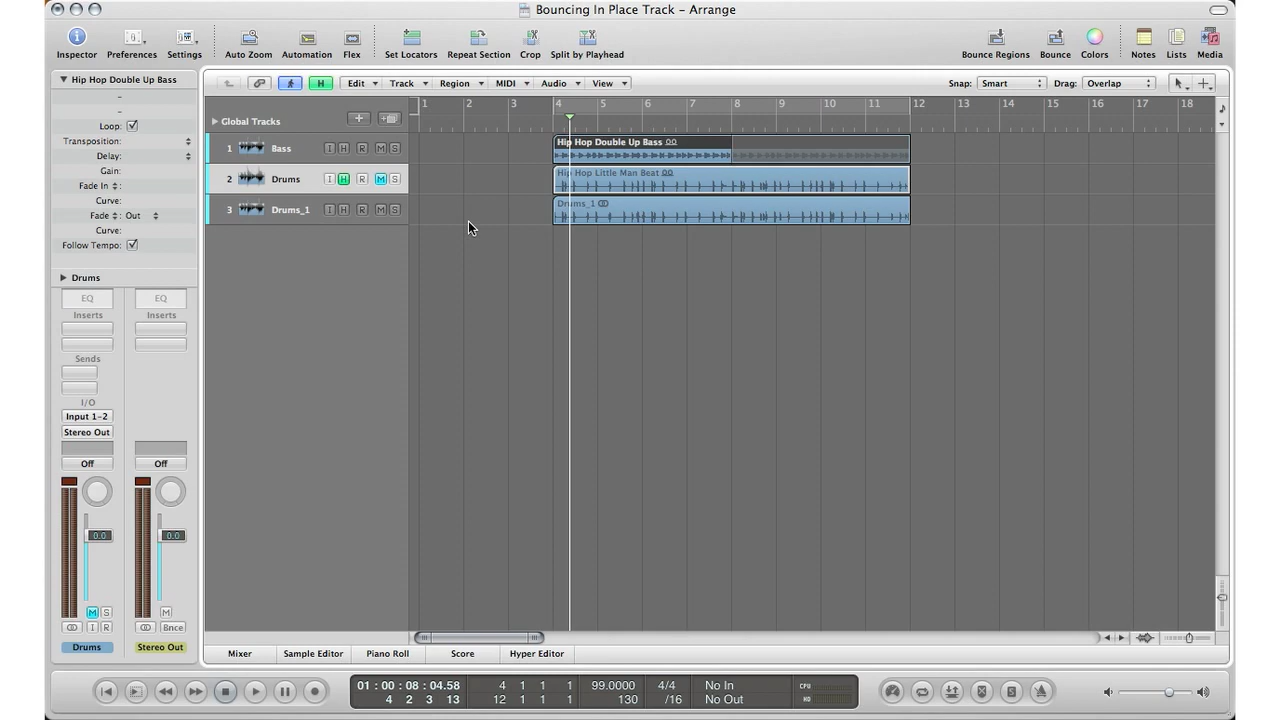 Bouncing In Place Track - Arrange
Inspector Preferences Settings Auto Zoom Automation Flex Set Locators Repeat Section Crop Split by Playhead Bounce Regions Bounce Colors Notes Lists Media
Hip Hop Double Up Bass
Edit Track Region MIDI Audio View Snap: Smart Drag: Overlap
-
-
Loop:
Transposition:
Delay:
Gain:
Fade In :
Curve:
Fade : Out
Curve:
Follow Tempo:
Drums
EQ EQ
Inserts Inserts
Sends
I/O
Input 1-2
Stereo Out
Off Off
0.0 0.0
M S M
I R Bnce
Drums Stereo Out
1 2 3 4 5 6 7 8 9 10 11 12 13 14 15 16 17 18
Global Tracks
1 Bass I H R M S
Hip Hop Double Up Bass
2 Drums I H R M S
Hip Hop Little Man Beat
3 Drums_1 I H R M S
Drums_1
Mixer Sample Editor Piano Roll Score Hyper Editor
01 : 00 : 08 : 04.58 4 1 1 1 99.0000 4/4 No In CPU
4 2 3 13 12 1 1 1 130 /16 No Out HD